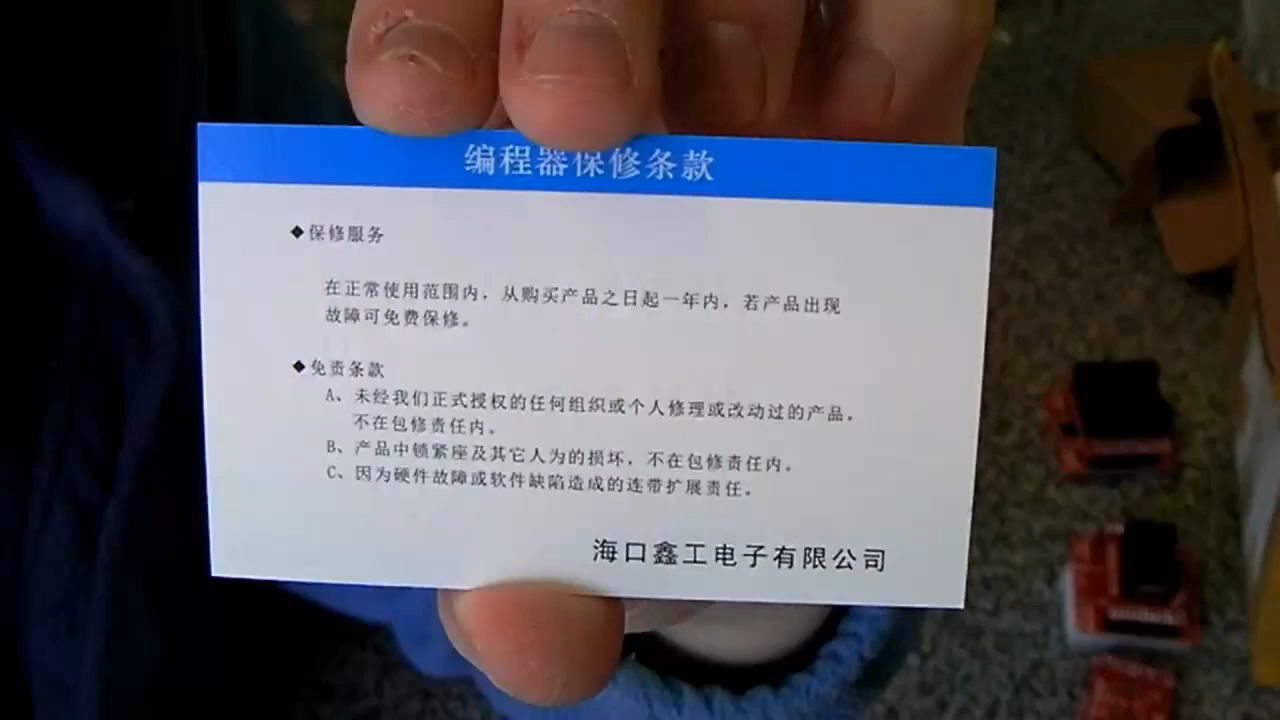 编程器保修条款
◆保修服务
在正常使用范围内，从购买产品之日起一年内，若产品出现
故障可免费保修。
◆免责条款
A、未经我们正式授权的任何组织或个人修理或改动过的产品，
不在包修责任内。
B、产品中锁紧座及其它人为的损坏，不在包修责任内。
C、因为硬件故障或软件缺陷造成的连带扩展责任。
海口鑫工电子有限公司